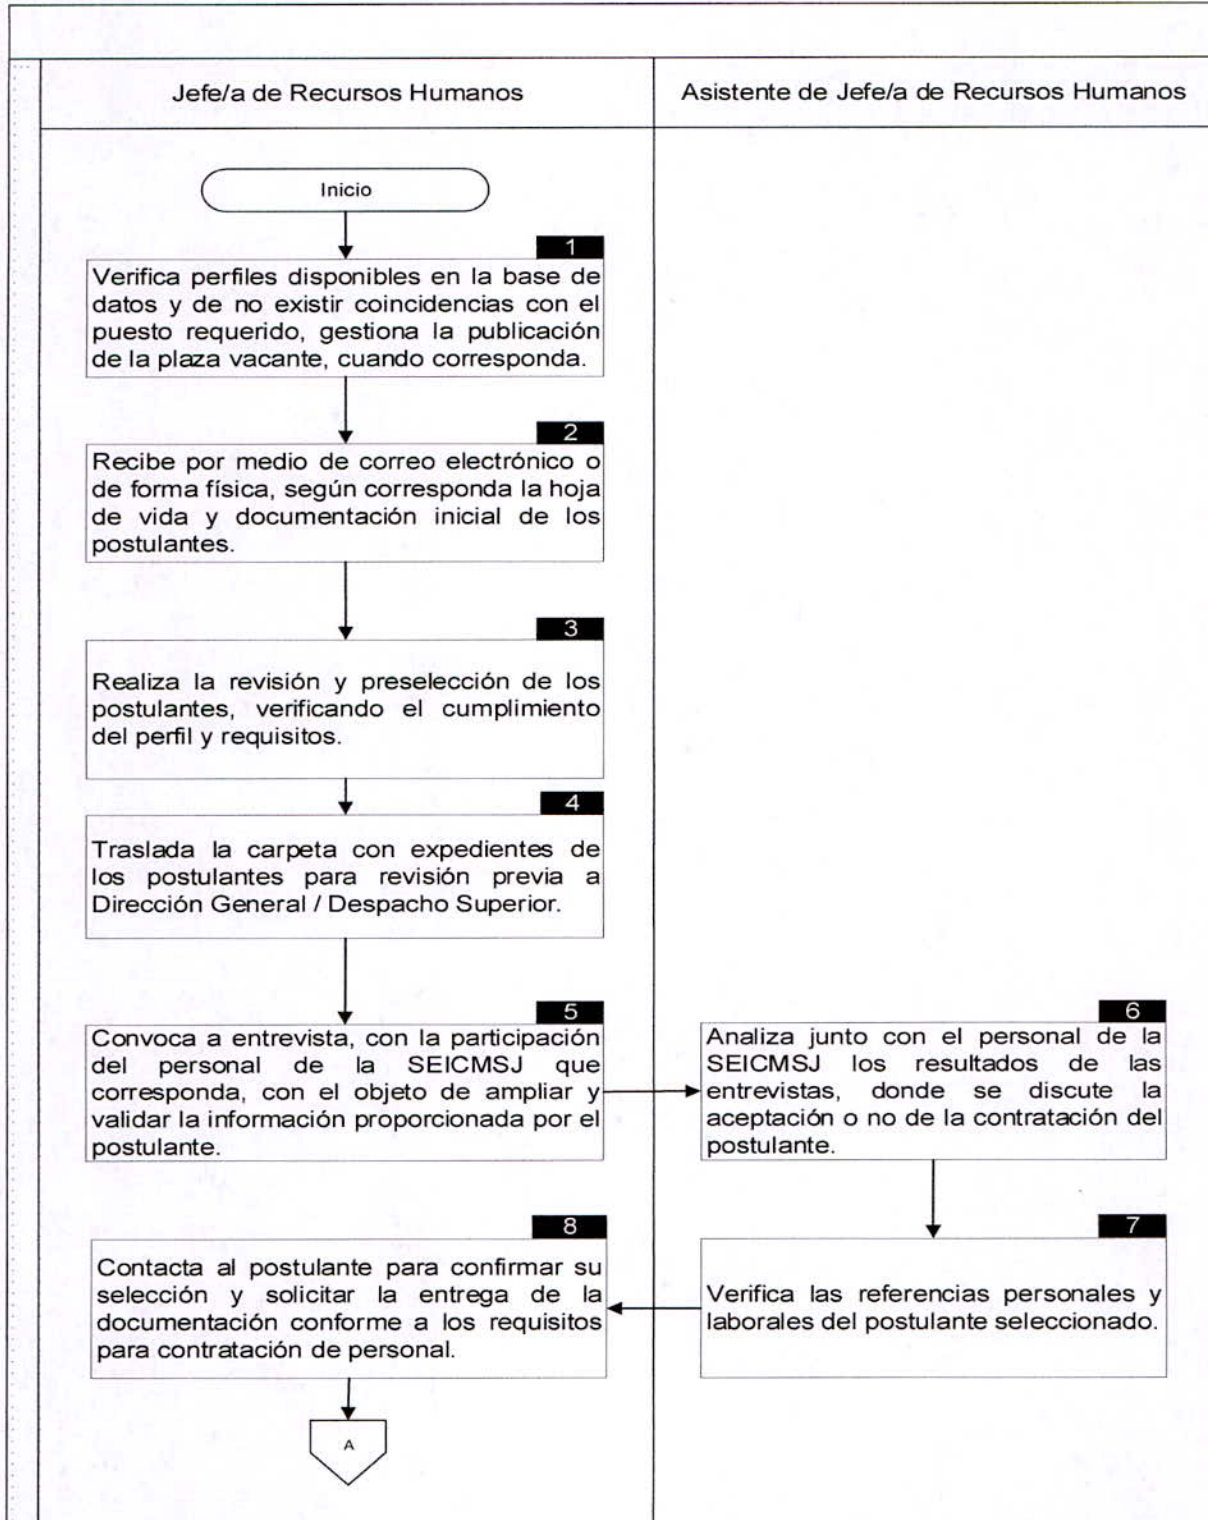 Jefe/a de Recursos Humanos
Asistente de Jefe/a de Recursos Humanos
Inicio
1
Verifica perfiles disponibles en la base de
datos y de no existir coincidencias con el
puesto requerido, gestiona la publicación
de la plaza vacante, cuando corresponda.
2
Recibe por medio de correo electrónico o
de forma física, según corresponda la hoja
de vida y documentación inicial de los
postulantes.
3
Realiza la revisión y preselección de los
postulantes, verificando el cumplimiento
del perfil y requisitos.
4
Traslada la carpeta con expedientes de
los postulantes para revisión previa a
Dirección General / Despacho Superior.
5
Convoca a entrevista, con la participación
del personal de la SEICMSJ que
corresponda, con el objeto de ampliar y
validar la información proporcionada por el
postulante.
6
Analiza junto con el personal de la
SEICMSJ los resultados de las
entrevistas, donde se discute la
aceptación o no de la contratación del
postulante.
7
Verifica las referencias personales y
laborales del postulante seleccionado.
8
Contacta al postulante para confirmar su
selección y solicitar la entrega de la
documentación conforme a los requisitos
para contratación de personal.
A